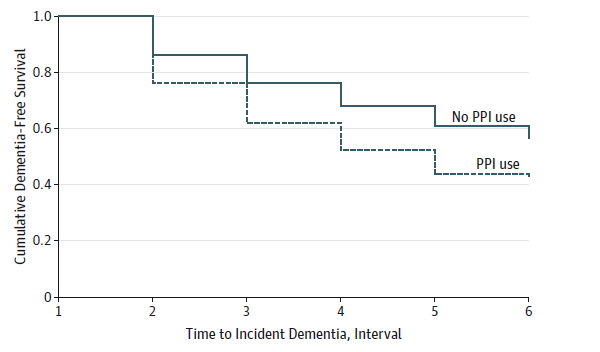 1.0
0.8
0.6
0.4
0.2
0
Cumulative Dementia-Free Survival
No PPI use
PPI use
1 2 3 4 5 6
Time to Incident Dementia, Interval